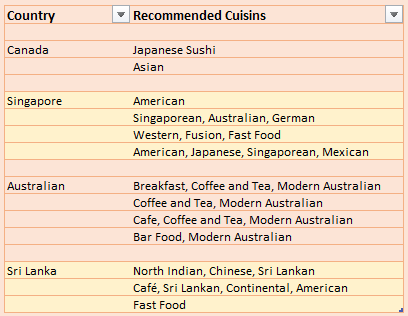 Country Recommended Cuisins
Canada Japanese Sushi
Asian
Singapore American
Singaporean, Australian, German
Western, Fusion, Fast Food
American, Japanese, Singaporean, Mexican
Australian Breakfast, Coffee and Tea, Modern Australian
Coffee and Tea, Modern Australian
Cafe, Coffee and Tea, Modern Australian
Bar Food, Modern Australian
Sri Lanka North Indian, Chinese, Sri Lankan
Café, Sri Lankan, Continental, American
Fast Food